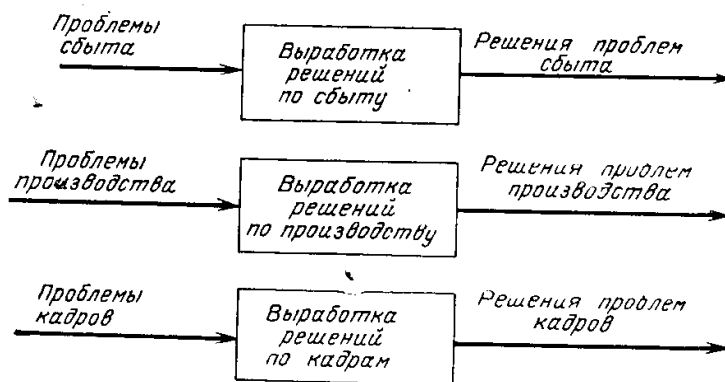 Проблемы
сбыта
Выработка
решений
по сбыту
Решения проблем
сбыта
Проблемы
производства
Выработка
решений
по производству
Решения проблем
производства
Проблемы
кадров
Выработка
решений
по кадрам
Решения проблем
кадров